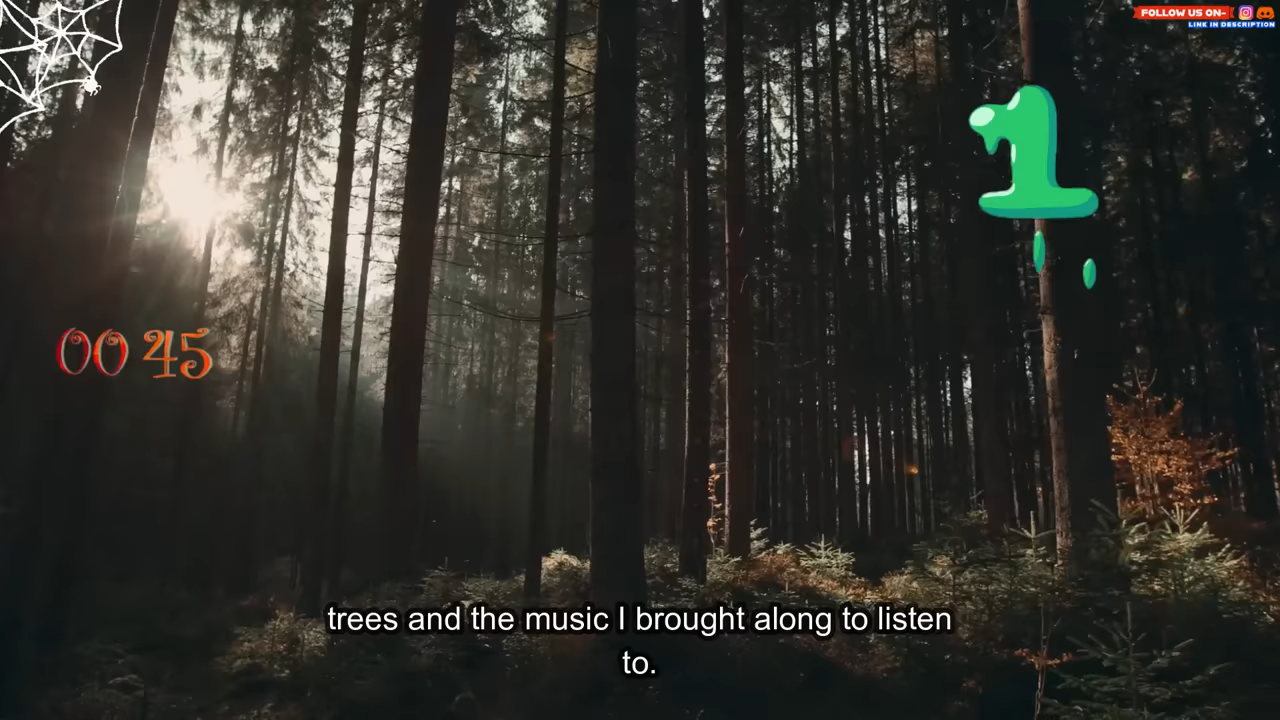 FOLLOW US ON-
LINK IN DESCRIPTION
1
00 45
trees and the music I brought along to listen
to.